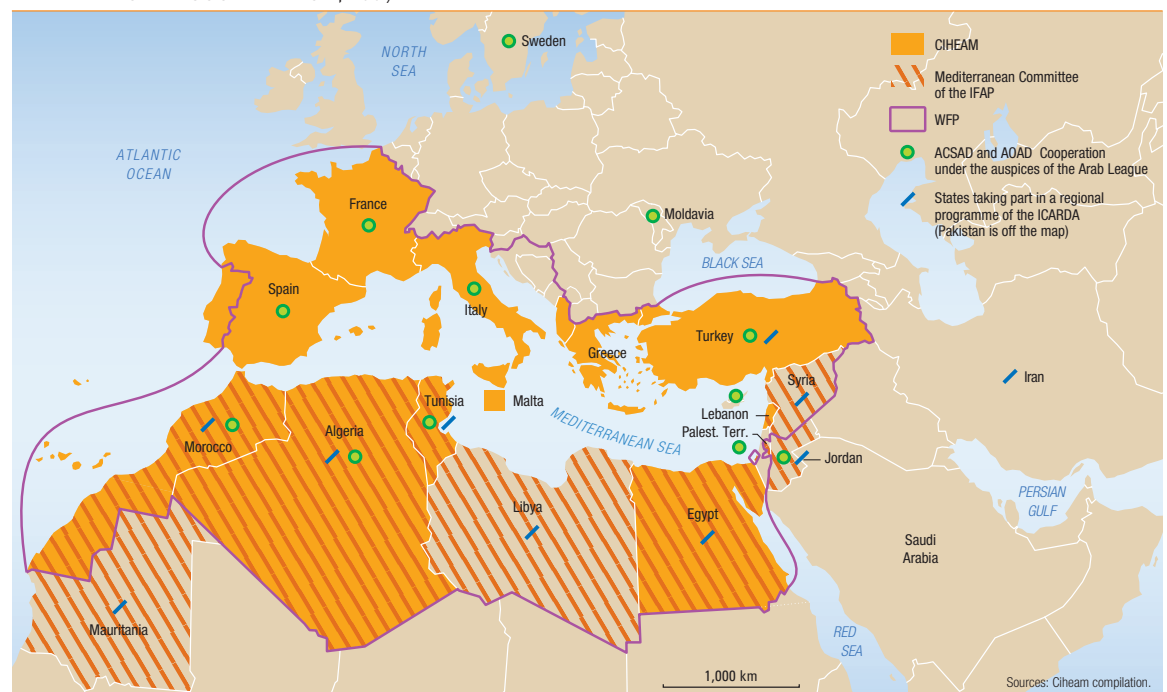 Sweden
NORTH
SEA
CIHEAM
Mediterranean Committee
of the IFAP
WFP
ACSAD and AOAD Cooperation
under the auspices of the Arab League
States taking part in a regional
programme of the ICARDA
(Pakistan is off the map)
ATLANTIC
OCEAN
France
Moldavia
BLACK SEA
Spain
Italy
Turkey
Greece
Iran
Syria
Tunisia
Malta
Lebanon
MEDITERRANEAN SEA
Palest. Terr.
Algeria
Morocco
Jordan
PERSIAN
GULF
Libya
Egypt
Saudi
Arabia
Mauritania
RED
SEA
1,000 km
Sources: Ciheam compilation.